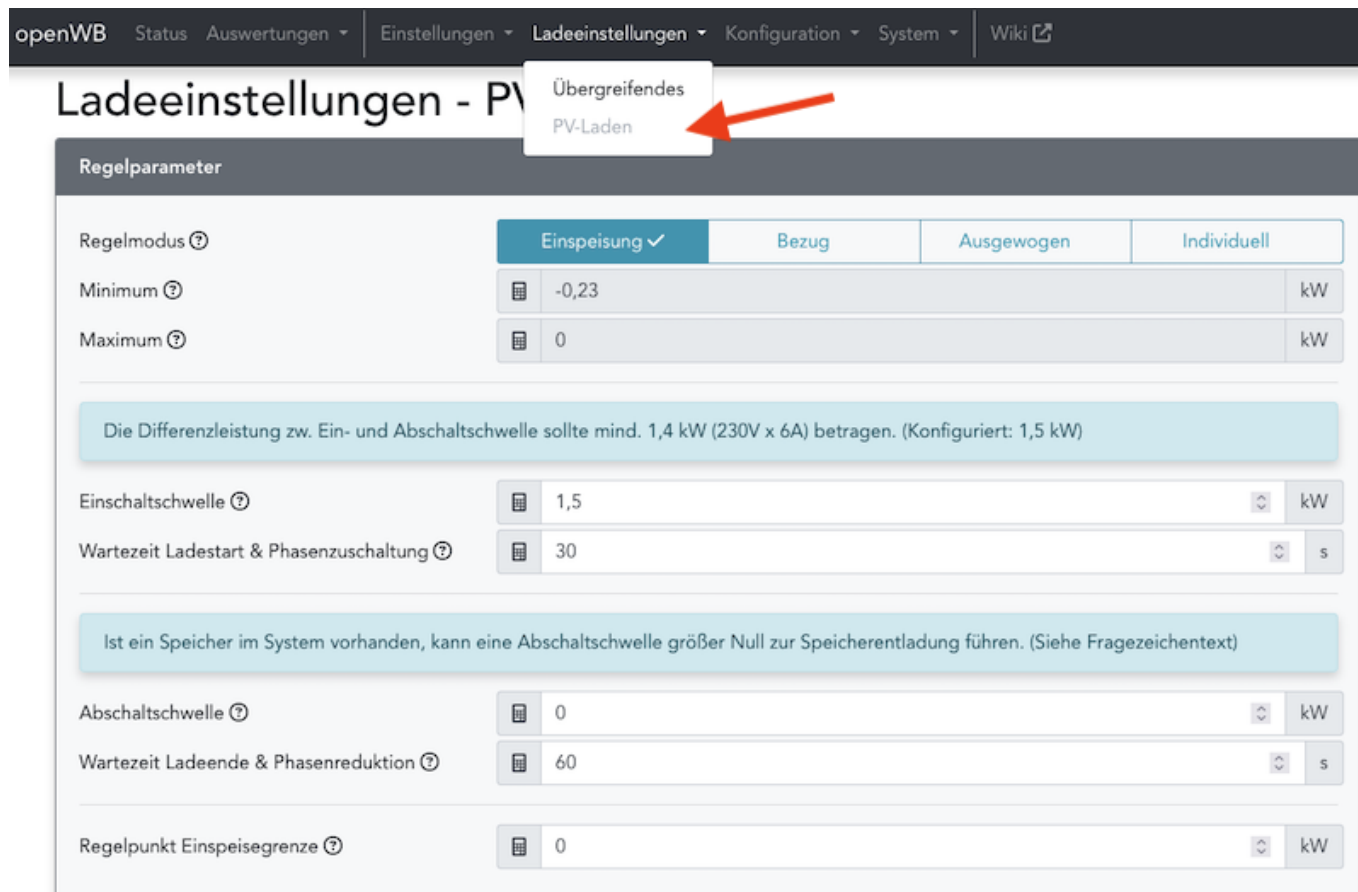 openWB Status Auswertungen Einstellungen Ladeeinstellungen Konfiguration System Wiki
Übergreifendes
PV-Laden
Ladeeinstellungen - PV
Regelparameter
Regelmodus Einspeisung Bezug Ausgewogen Individuell
Minimum -0,23 kW
Maximum 0 kW
Die Differenzleistung zw. Ein- und Abschaltschwelle sollte mind. 1,4 kW (230V x 6A) betragen. (Konfiguriert: 1,5 kW)
Einschaltschwelle 1,5 kW
Wartezeit Ladestart & Phasenzuschaltung 30 s
Ist ein Speicher im System vorhanden, kann eine Abschaltschwelle größer Null zur Speicherentladung führen. (Siehe Fragezeichentext)
Abschaltschwelle 0 kW
Wartezeit Ladeende & Phasenreduktion 60 s
Regelpunkt Einspeisegrenze 0 kW